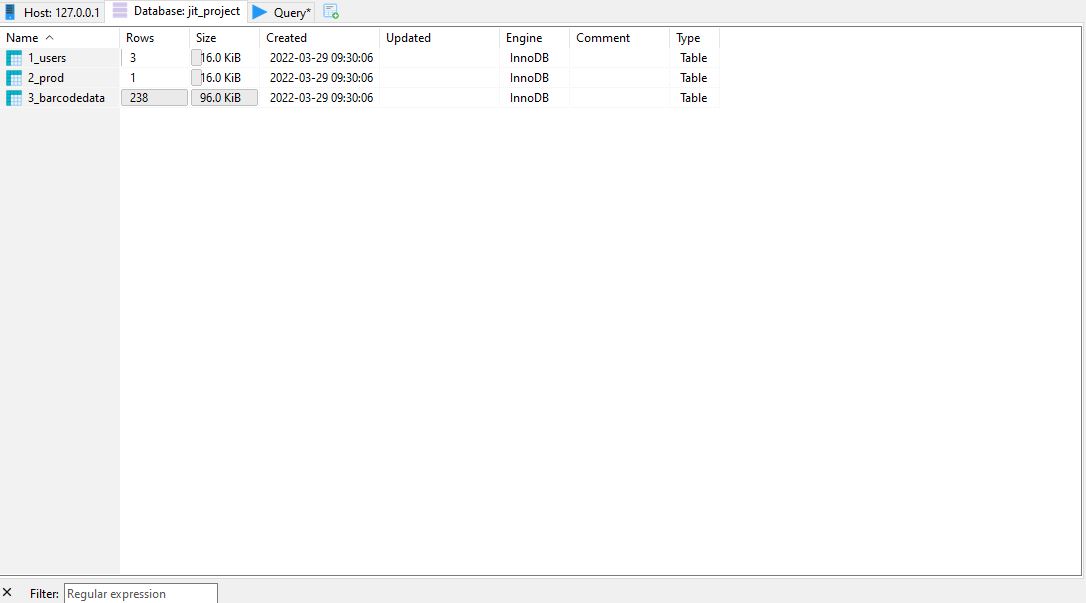 Host: 127.0.0.1 Database: jit_project Query*
Name Rows Size Created Updated Engine Comment Type
1_users 3 16.0 KiB 2022-03-29 09:30:06 InnoDB Table
2_prod 1 16.0 KiB 2022-03-29 09:30:06 InnoDB Table
3_barcodedata 238 96.0 KiB 2022-03-29 09:30:06 InnoDB Table
Filter: Regular expression